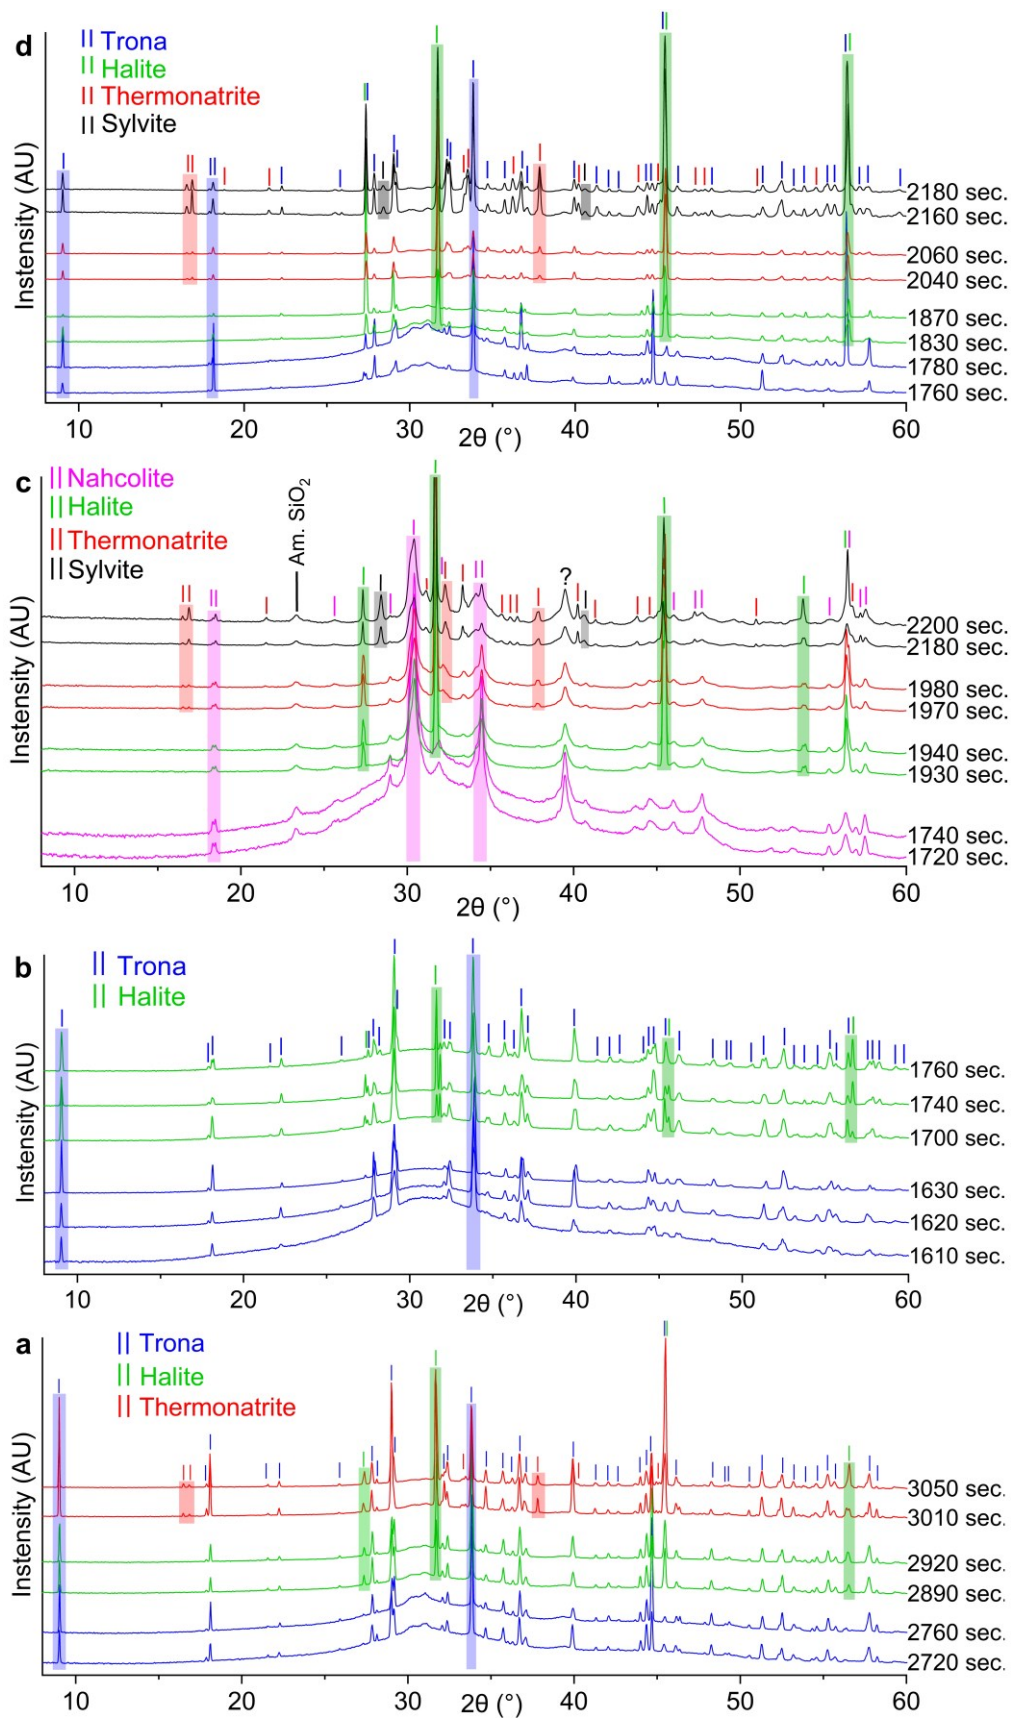 d
Trona
Halite
Thermonatrite
Sylvite
Instensity (AU)
2180 sec.
2160 sec.
2060 sec.
2040 sec.
1870 sec.
1830 sec.
1780 sec.
1760 sec.
10 20 30 40 50 60
2θ (°)
c
Nahcolite
Halite
Thermonatrite
Sylvite
Am. SiO2
?
Instensity (AU)
2200 sec.
2180 sec.
1980 sec.
1970 sec.
1940 sec.
1930 sec.
1740 sec.
1720 sec.
10 20 30 40 50 60
2θ (°)
b
Trona
Halite
Instensity (AU)
1760 sec.
1740 sec.
1700 sec.
1630 sec.
1620 sec.
1610 sec.
10 20 30 40 50 60
2θ (°)
a
Trona
Halite
Thermonatrite
Instensity (AU)
3050 sec.
3010 sec.
2920 sec.
2890 sec.
2760 sec.
2720 sec.
10 20 30 40 50 60
2θ (°)